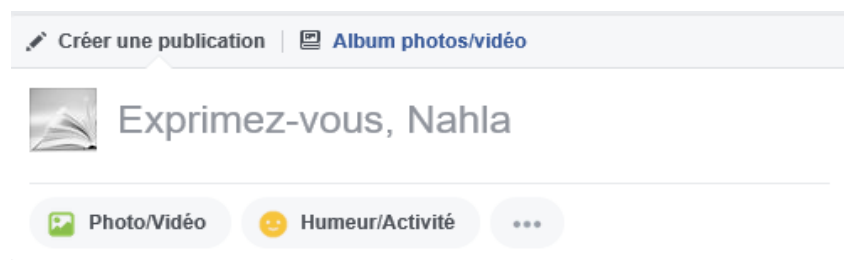 Créer une publication Album photos/vidéo
Exprimez-vous, Nahla
Photo/Vidéo Humeur/Activité